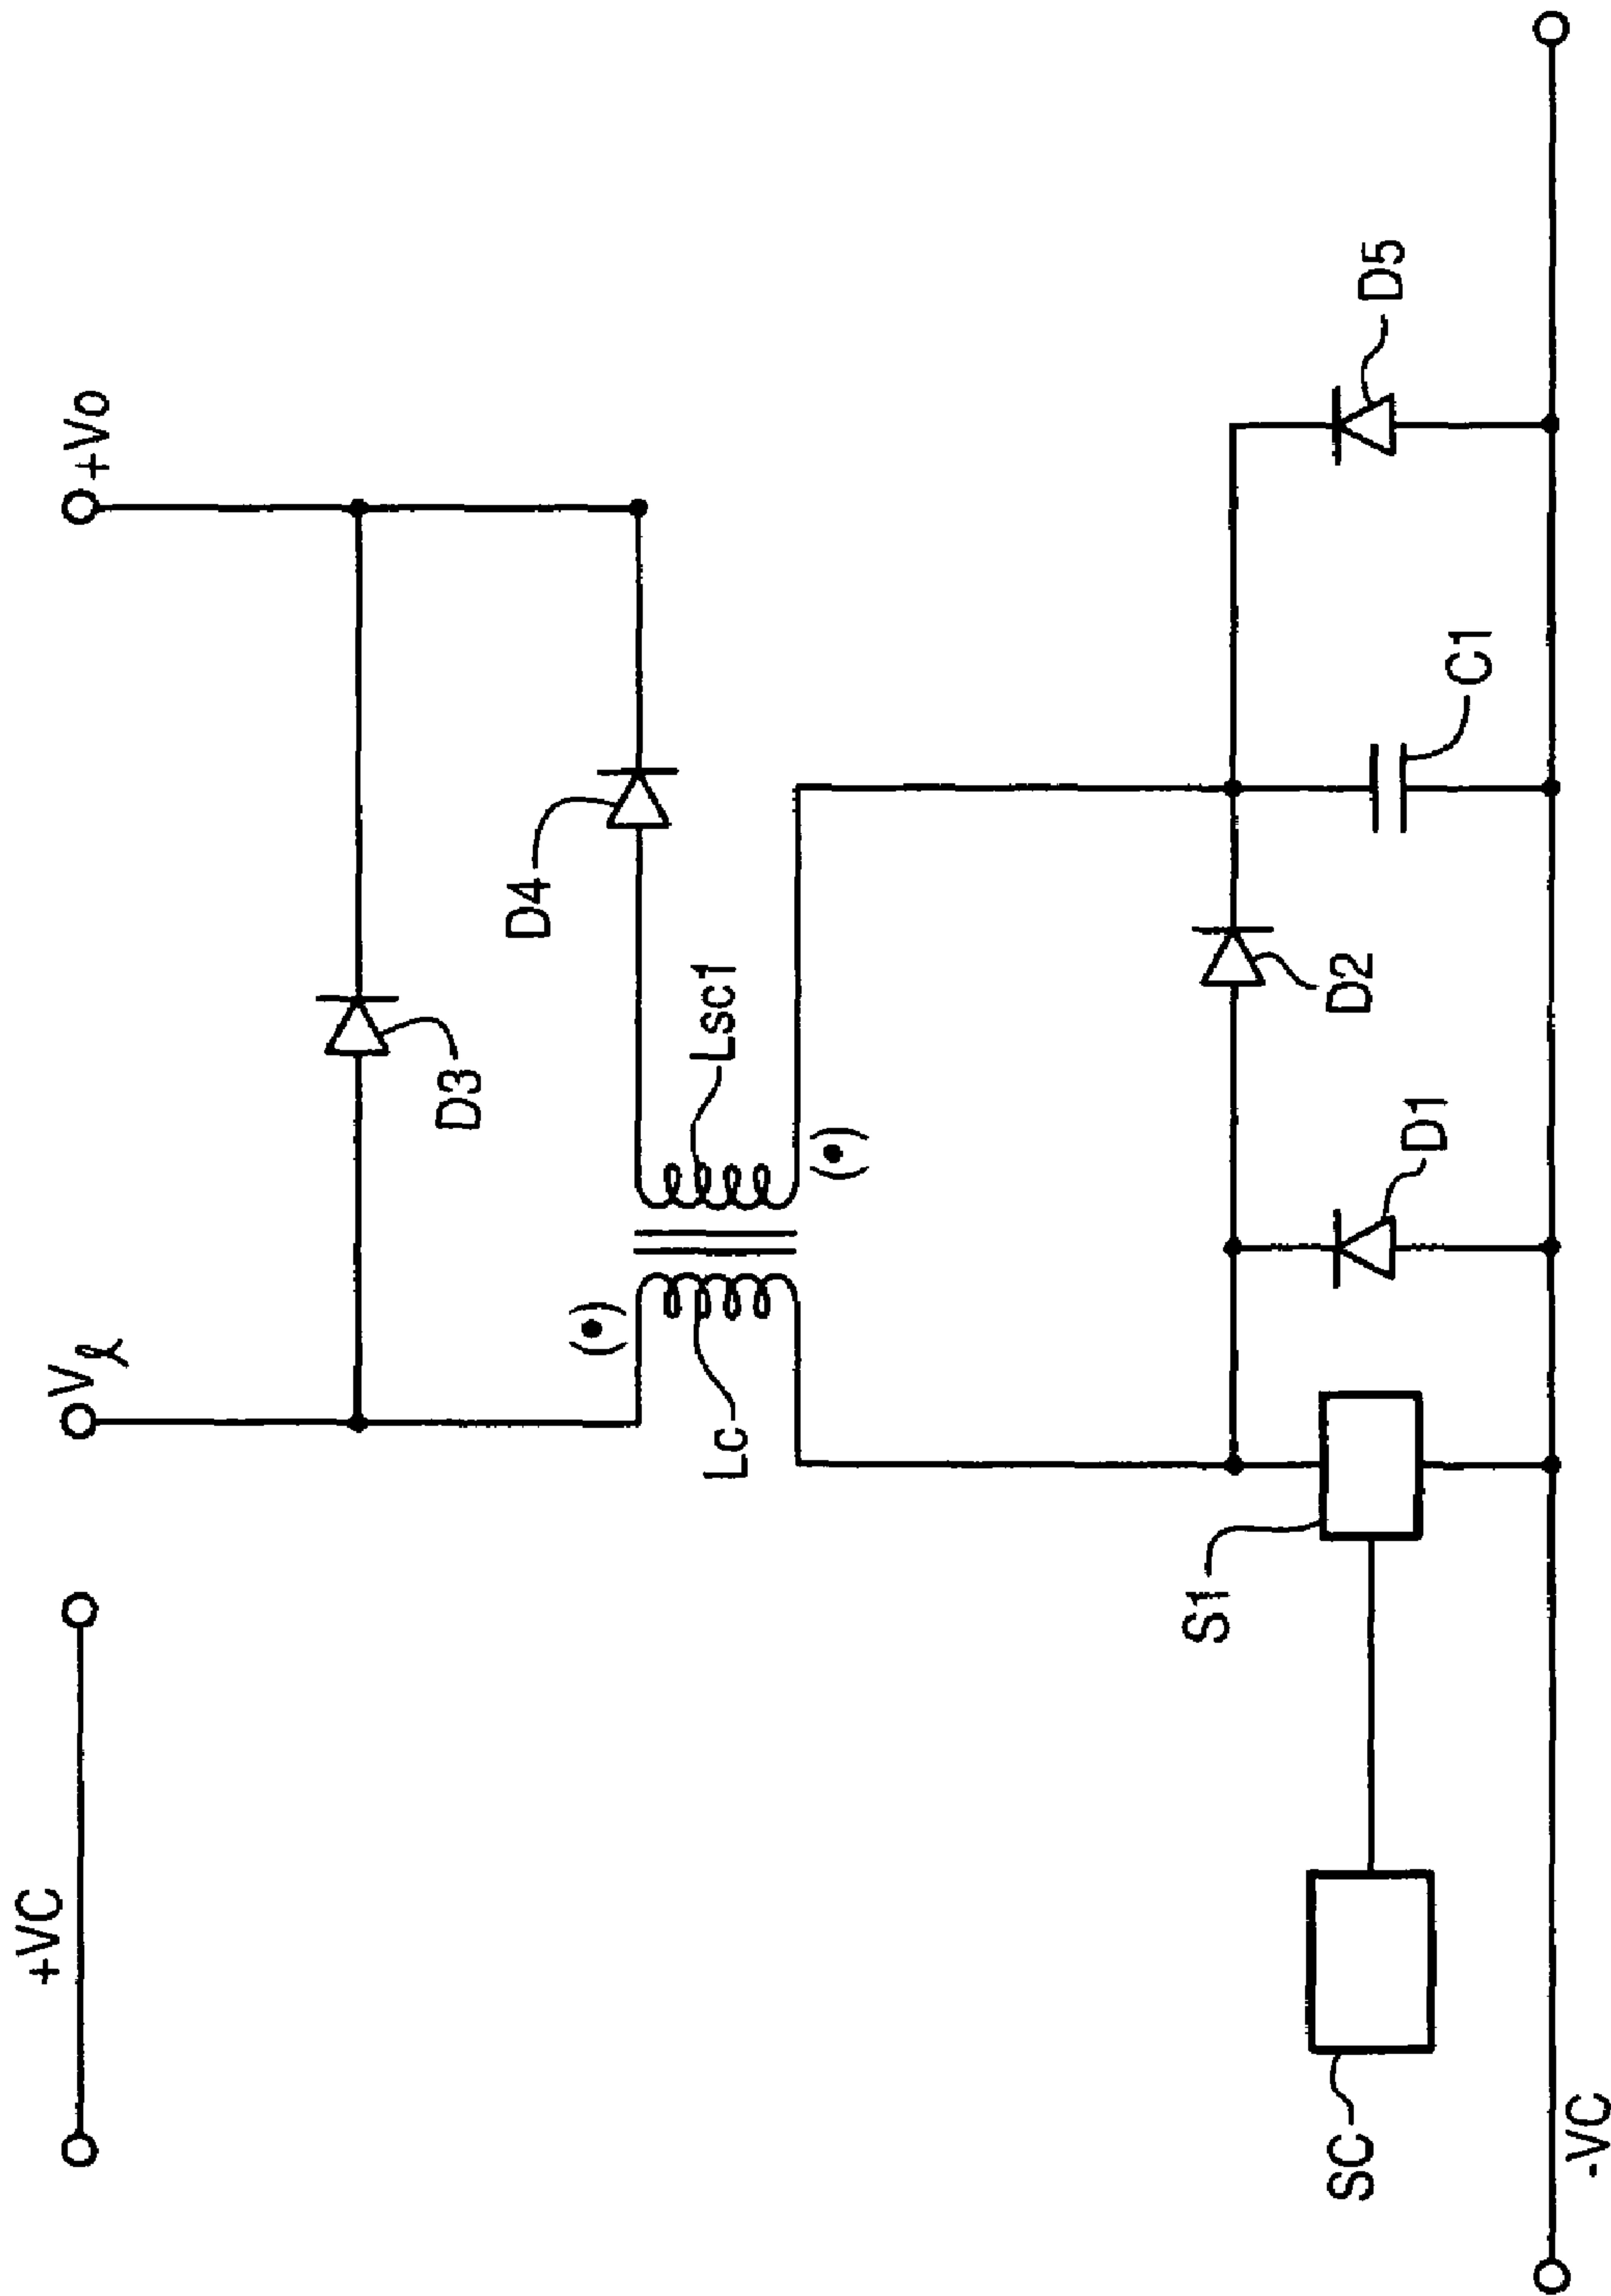 +VC
Vℓ
+Vo
D3
D4
Lc
Lsc1
(•)
(•)
S1
D2
D1
C1
D5
SC
-VC